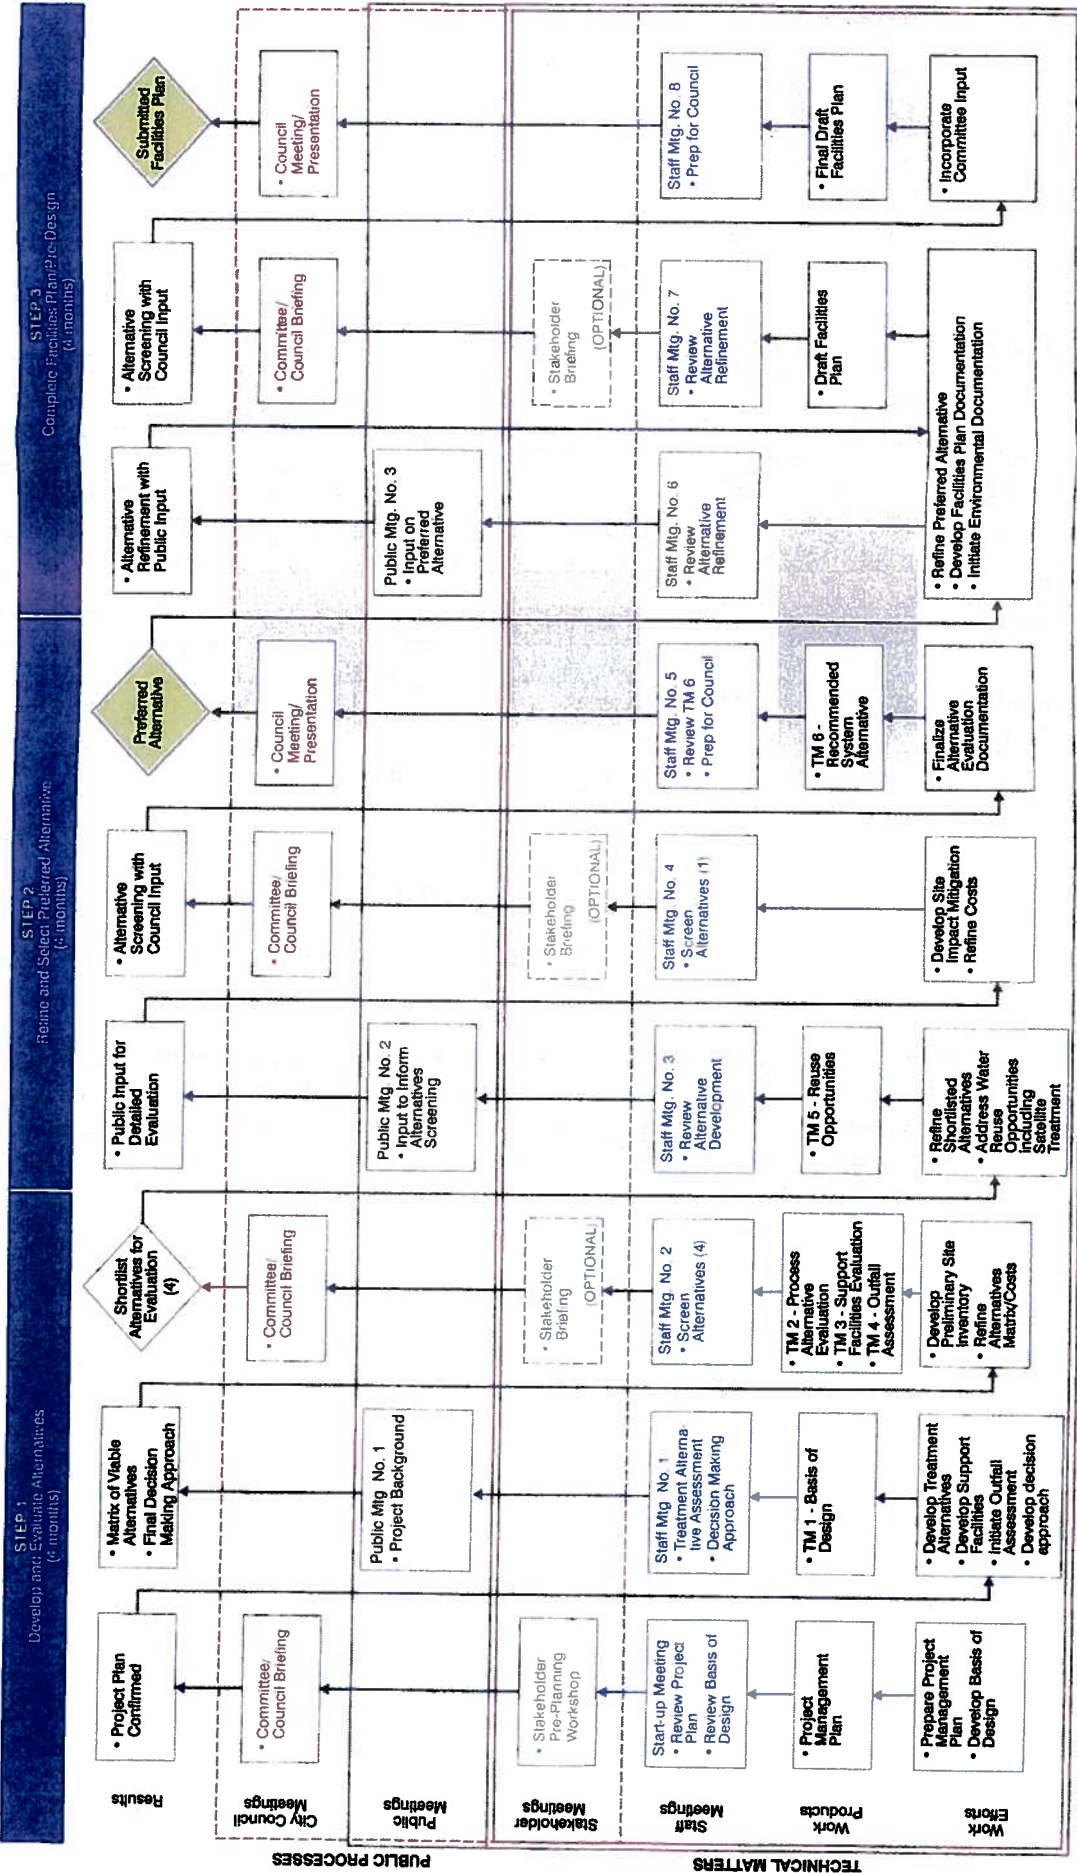 STEP 1
Develop and Evaluate Alternatives
(4 months)
STEP 2
Refine and Select Preferred Alternative
(4 months)
STEP 3
Complete Facilities Plan/Pre-Design
(4 months)
Results
• Project Plan
Confirmed
• Matrix of Viable
Alternatives
• Final Decision
Making Approach
Shortlist
Alternatives for
Evaluation
(4)
• Public Input for
Detailed
Evaluation
• Alternative
Screening with
Council Input
Preferred
Alternative
• Alternative
Refinement with
Public Input
• Alternative
Screening with
Council Input
Submitted
Facilities Plan
PUBLIC PROCESSES
City Council
Meetings
• Committee/
Council Briefing
• Committee/
Council Briefing
• Committee/
Council Briefing
• Council
Meeting/
Presentation
• Committee/
Council Briefing
• Council
Meeting/
Presentation
Public
Meetings
Public Mtg No. 1
• Project Background
Public Mtg. No. 2
• Input to Inform
Alternatives
Screening
Public Mtg. No. 3
• Input on
Preferred
Alternative
TECHNICAL MATTERS
Stakeholder
Meetings
• Stakeholder
Pre-Planning
Workshop
• Stakeholder
Briefing
(OPTIONAL)
• Stakeholder
Briefing
(OPTIONAL)
• Stakeholder
Briefing
(OPTIONAL)
Staff
Meetings
Start-up Meeting
• Review Project
Plan
• Review Basis of
Design
Staff Mtg. No. 1
• Treatment Alterna-
tive Assessment
• Decision Making
Approach
Staff Mtg. No. 2
• Screen
Alternatives (4)
Staff Mtg. No. 3
• Review
Alternative
Development
Staff Mtg. No. 4
• Screen
Alternatives (1)
Staff Mtg. No. 5
• Review TM 6
• Prep for Council
Staff Mtg. No. 6
• Review
Alternative
Refinement
Staff Mtg. No. 7
• Review
Alternative
Refinement
Staff Mtg. No. 8
• Prep for Council
Work
Products
• Project
Management
Plan
• TM 1 - Basis of
Design
• TM 2 - Process
Alternative
Evaluation
• TM 3 - Support
Facilities Evaluation
• TM 4 - Outfall
Assessment
• TM 5 - Reuse
Opportunities
• TM 6 -
Recommended
System
Alternative
• Draft Facilities
Plan
• Final Draft
Facilities Plan
Work
Efforts
• Prepare Project
Management
Plan
• Develop Basis of
Design
• Develop Treatment
Alternatives
• Develop Support
Facilities
• Initiate Outfall
Assessment
• Develop decision
approach
• Develop
Preliminary Site
Inventory
• Refine
Alternatives
Matrix/Costs
• Refine
Shortlisted
Alternatives
• Address Water
Reuse
Opportunities
including
Satellite
Treatment
• Develop Site
Impact Mitigation
• Refine Costs
• Finalize
Alternative
Evaluation
Documentation
• Refine Preferred Alternative
• Develop Facilities Plan Documentation
• Initiate Environmental Documentation
• Incorporate
Committee Input